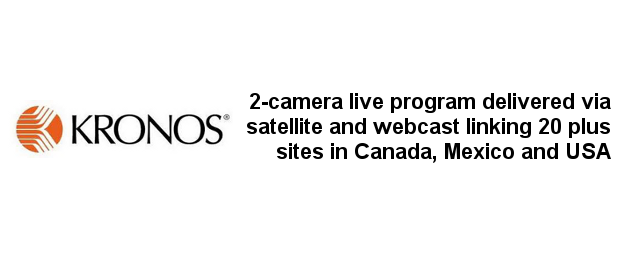 KRONOS®
2-camera live program delivered via
satellite and webcast linking 20 plus
sites in Canada, Mexico and USA